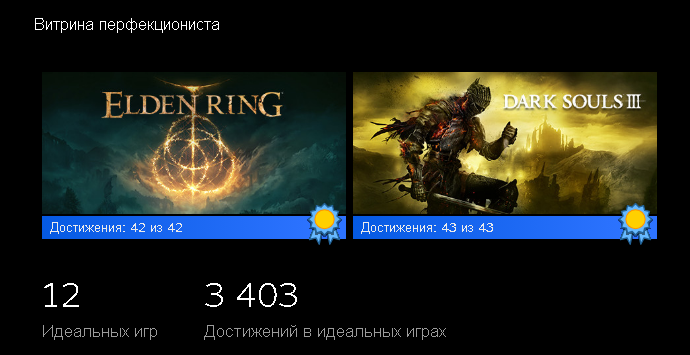 Витрина перфекциониста
ELDEN RING
DARK SOULS III
Достижения: 42 из 42
Достижения: 43 из 43
12
3 403
Идеальных игр
Достижений в идеальных играх